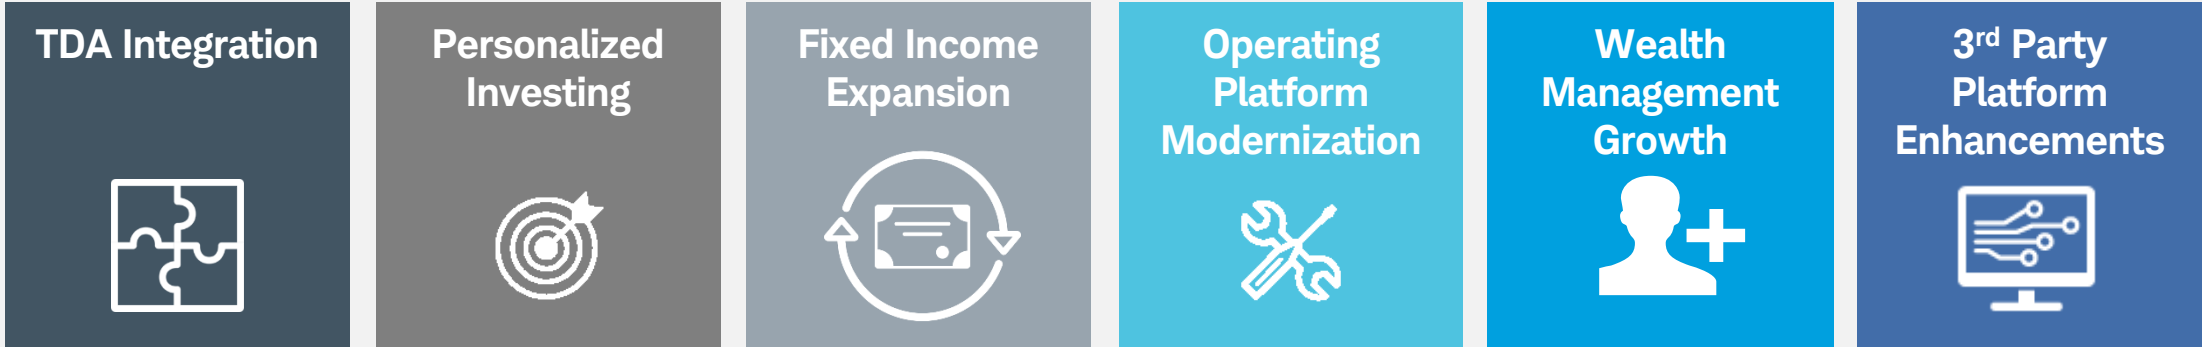 TDA Integration
Personalized
Investing
Fixed Income
Expansion
Operating
Platform
Modernization
Wealth
Management
Growth
3rd Party
Platform
Enhancements